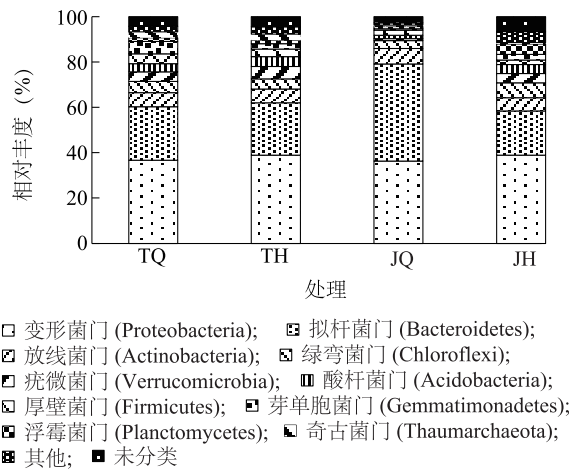 100
80
60
40
20
0
相对丰度 (%)
TQ TH JQ JH
处理
变形菌门 (Proteobacteria); 拟杆菌门 (Bacteroidetes);
放线菌门 (Actinobacteria); 绿弯菌门 (Chloroflexi);
疣微菌门 (Verrucomicrobia); 酸杆菌门 (Acidobacteria);
厚壁菌门 (Firmicutes); 芽单胞菌门 (Gemmatimonadetes);
浮霉菌门 (Planctomycetes); 奇古菌门 (Thaumarchaeota);
其他; 未分类